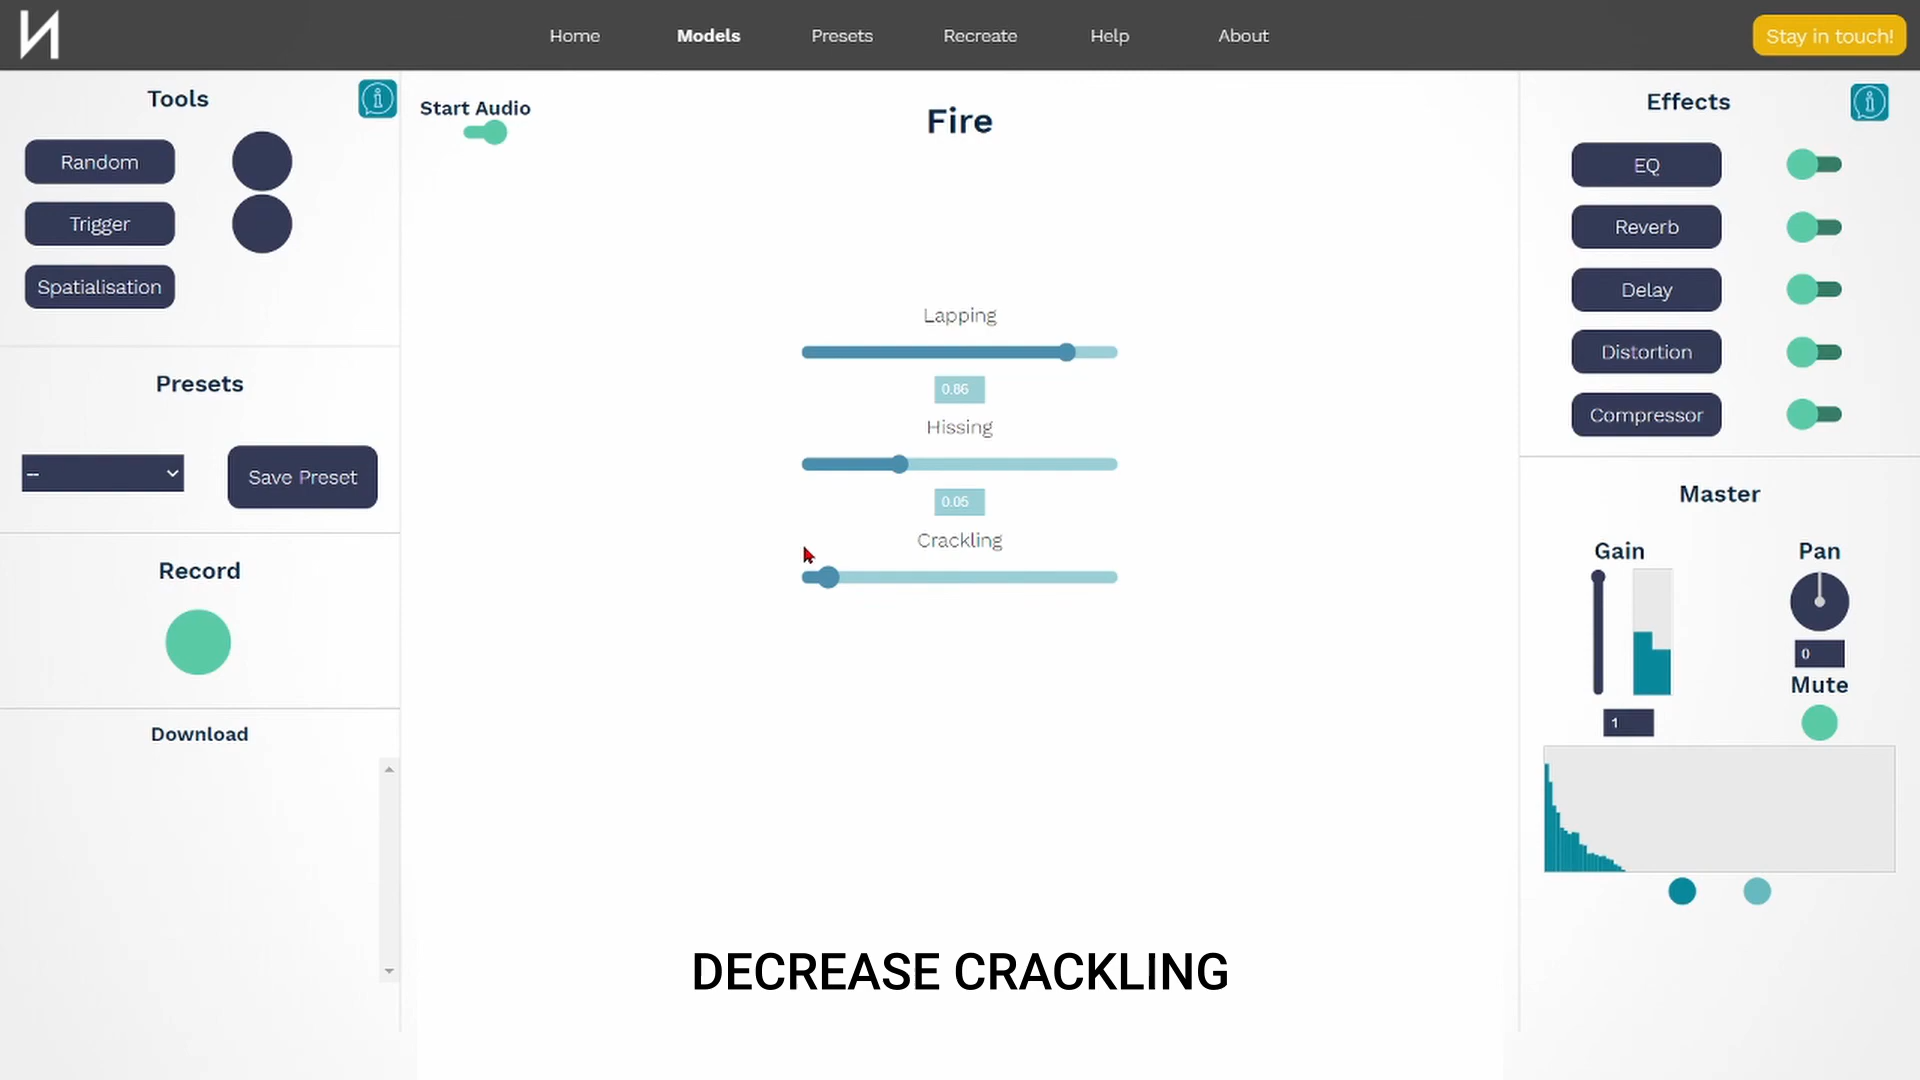 Home
Models
Presets
Recreate
Help
About
Stay in touch!
Tools
Random
Trigger
Spatialisation
Presets
--
Save Preset
Record
Download
Start Audio
Fire
Lapping
0.86
Hissing
0.05
Crackling
DECREASE CRACKLING
Effects
EQ
Reverb
Delay
Distortion
Compressor
Master
Gain
Pan
0
Mute
1